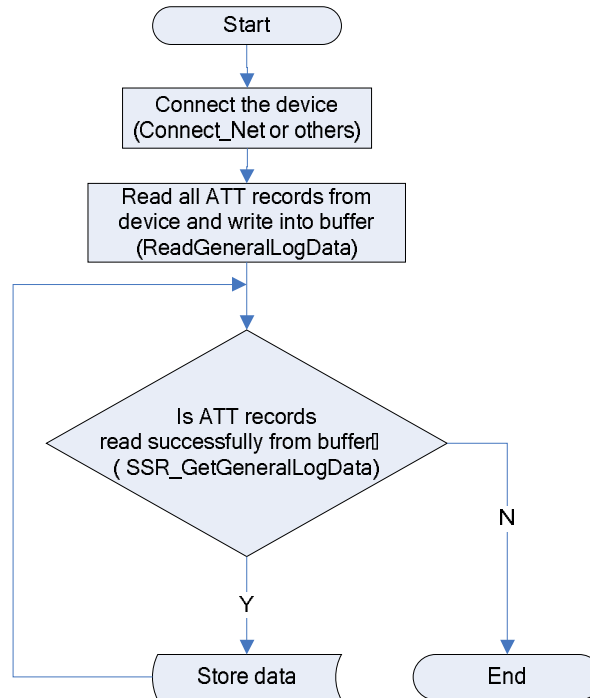 Start
Connect the device
(Connect_Net or others)
Read all ATT records from
device and write into buffer
(ReadGeneralLogData)
Is ATT records
read successfully from buffer▯
( SSR_GetGeneralLogData)
N
Y
Store data
End